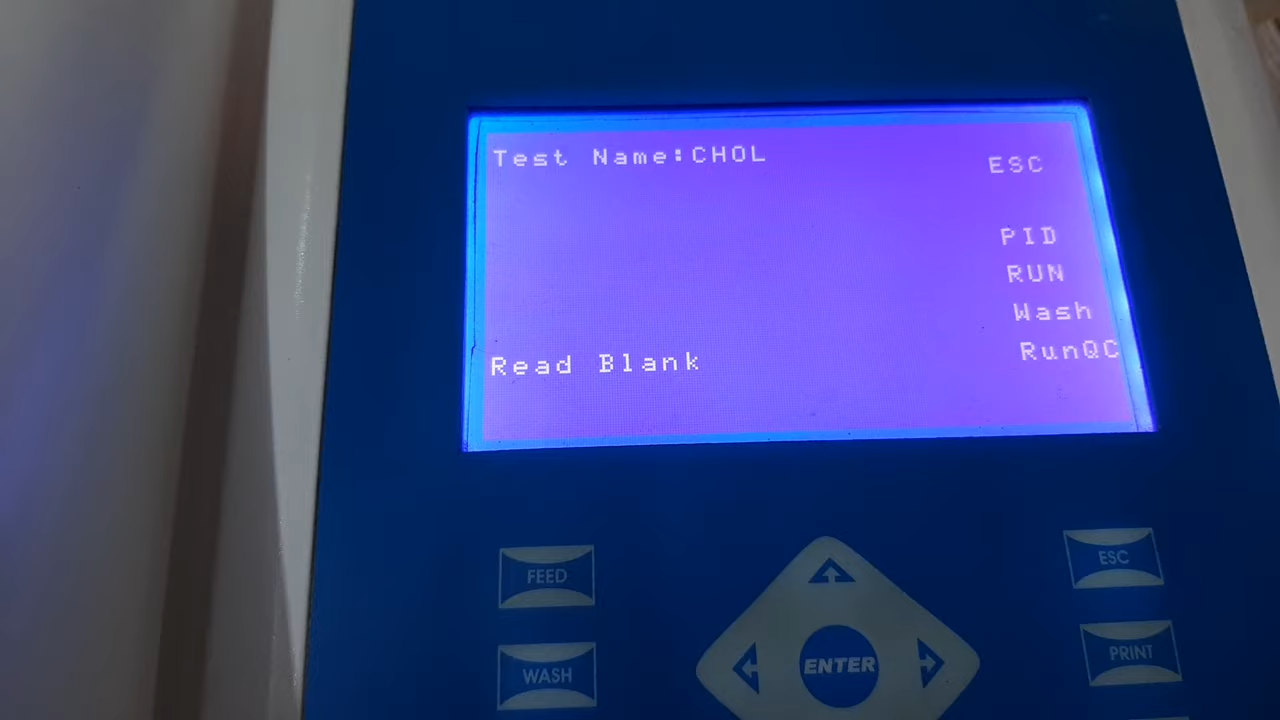 Test Name:CHOL
ESC
PID
RUN
Wash
RunQC
Read Blank
FEED
ESC
WASH
ENTER
PRINT